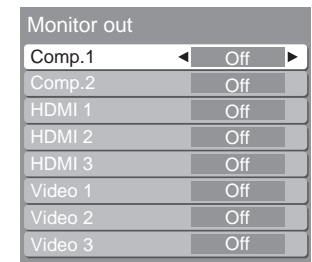 Monitor out
Comp.1 ◄ Off ►
Comp.2 Off
HDMI 1 Off
HDMI 2 Off
HDMI 3 Off
Video 1 Off
Video 2 Off
Video 3 Off